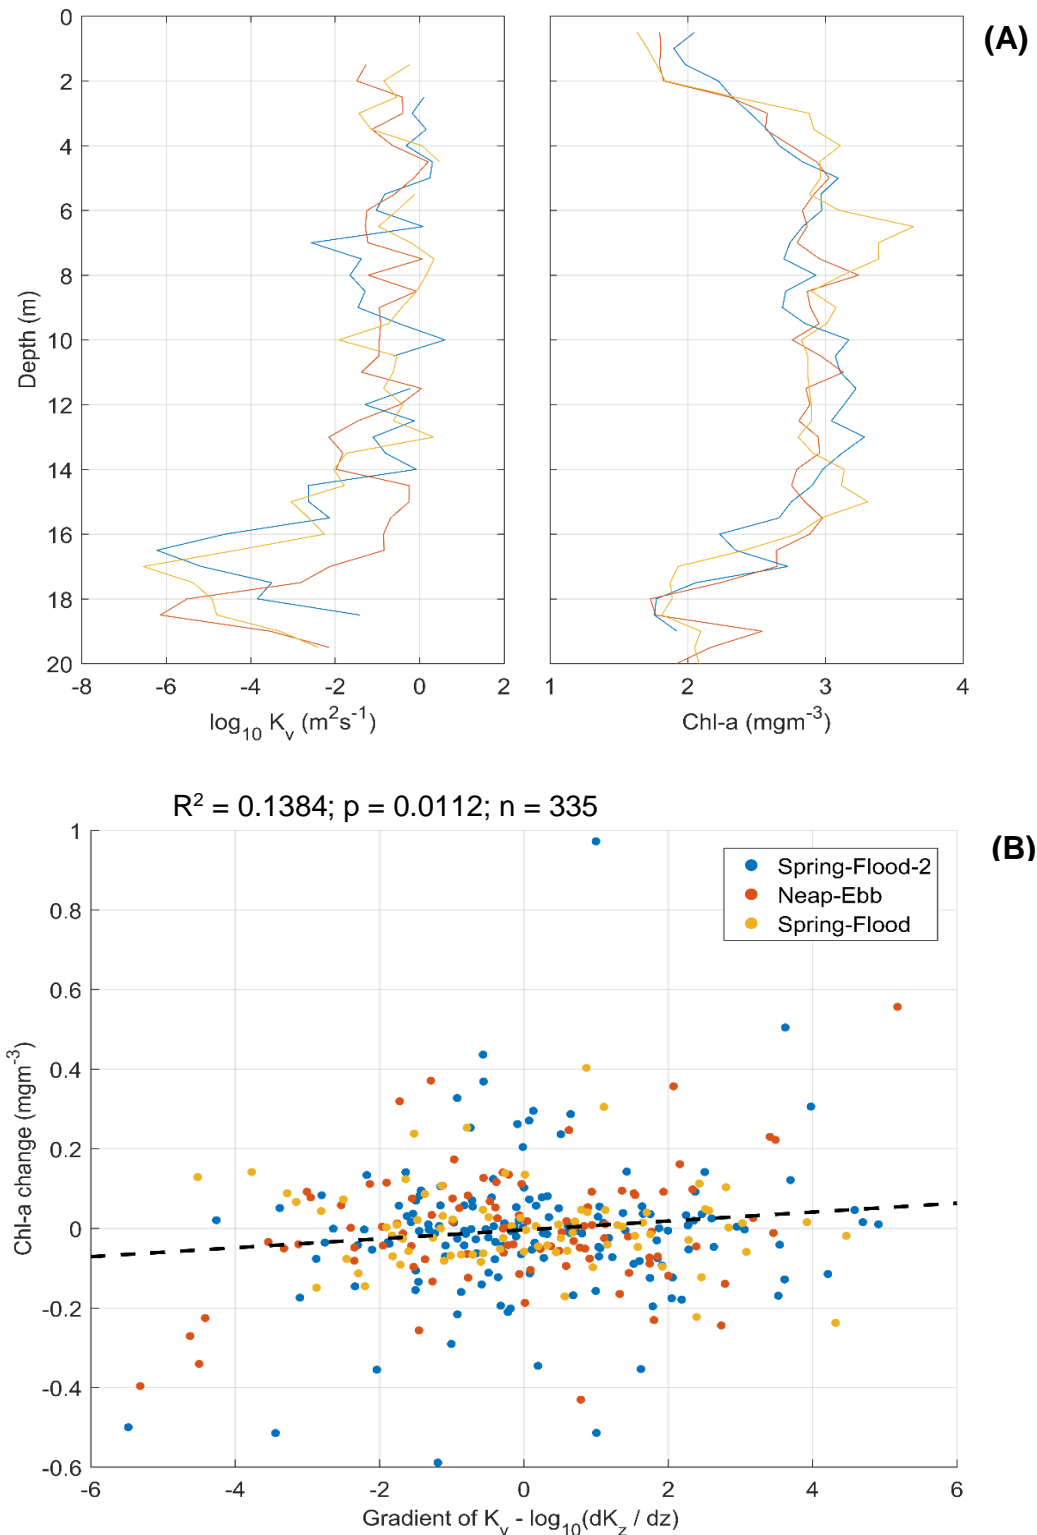 (A)
0
2
4
6
8
10
12
14
16
18
20
Depth (m)
-8 -6 -4 -2 0 2
log10 Kv (m2s-1)
1 2 3 4
Chl-a (mgm-3)
R2 = 0.1384; p = 0.0112; n = 335
(B)
Spring-Flood-2
Neap-Ebb
Spring-Flood
1
0.8
0.6
0.4
0.2
0
-0.2
-0.4
-0.6
Chl-a change (mgm-3)
-6 -4 -2 0 2 4 6
Gradient of Kv - log10(dKz / dz)